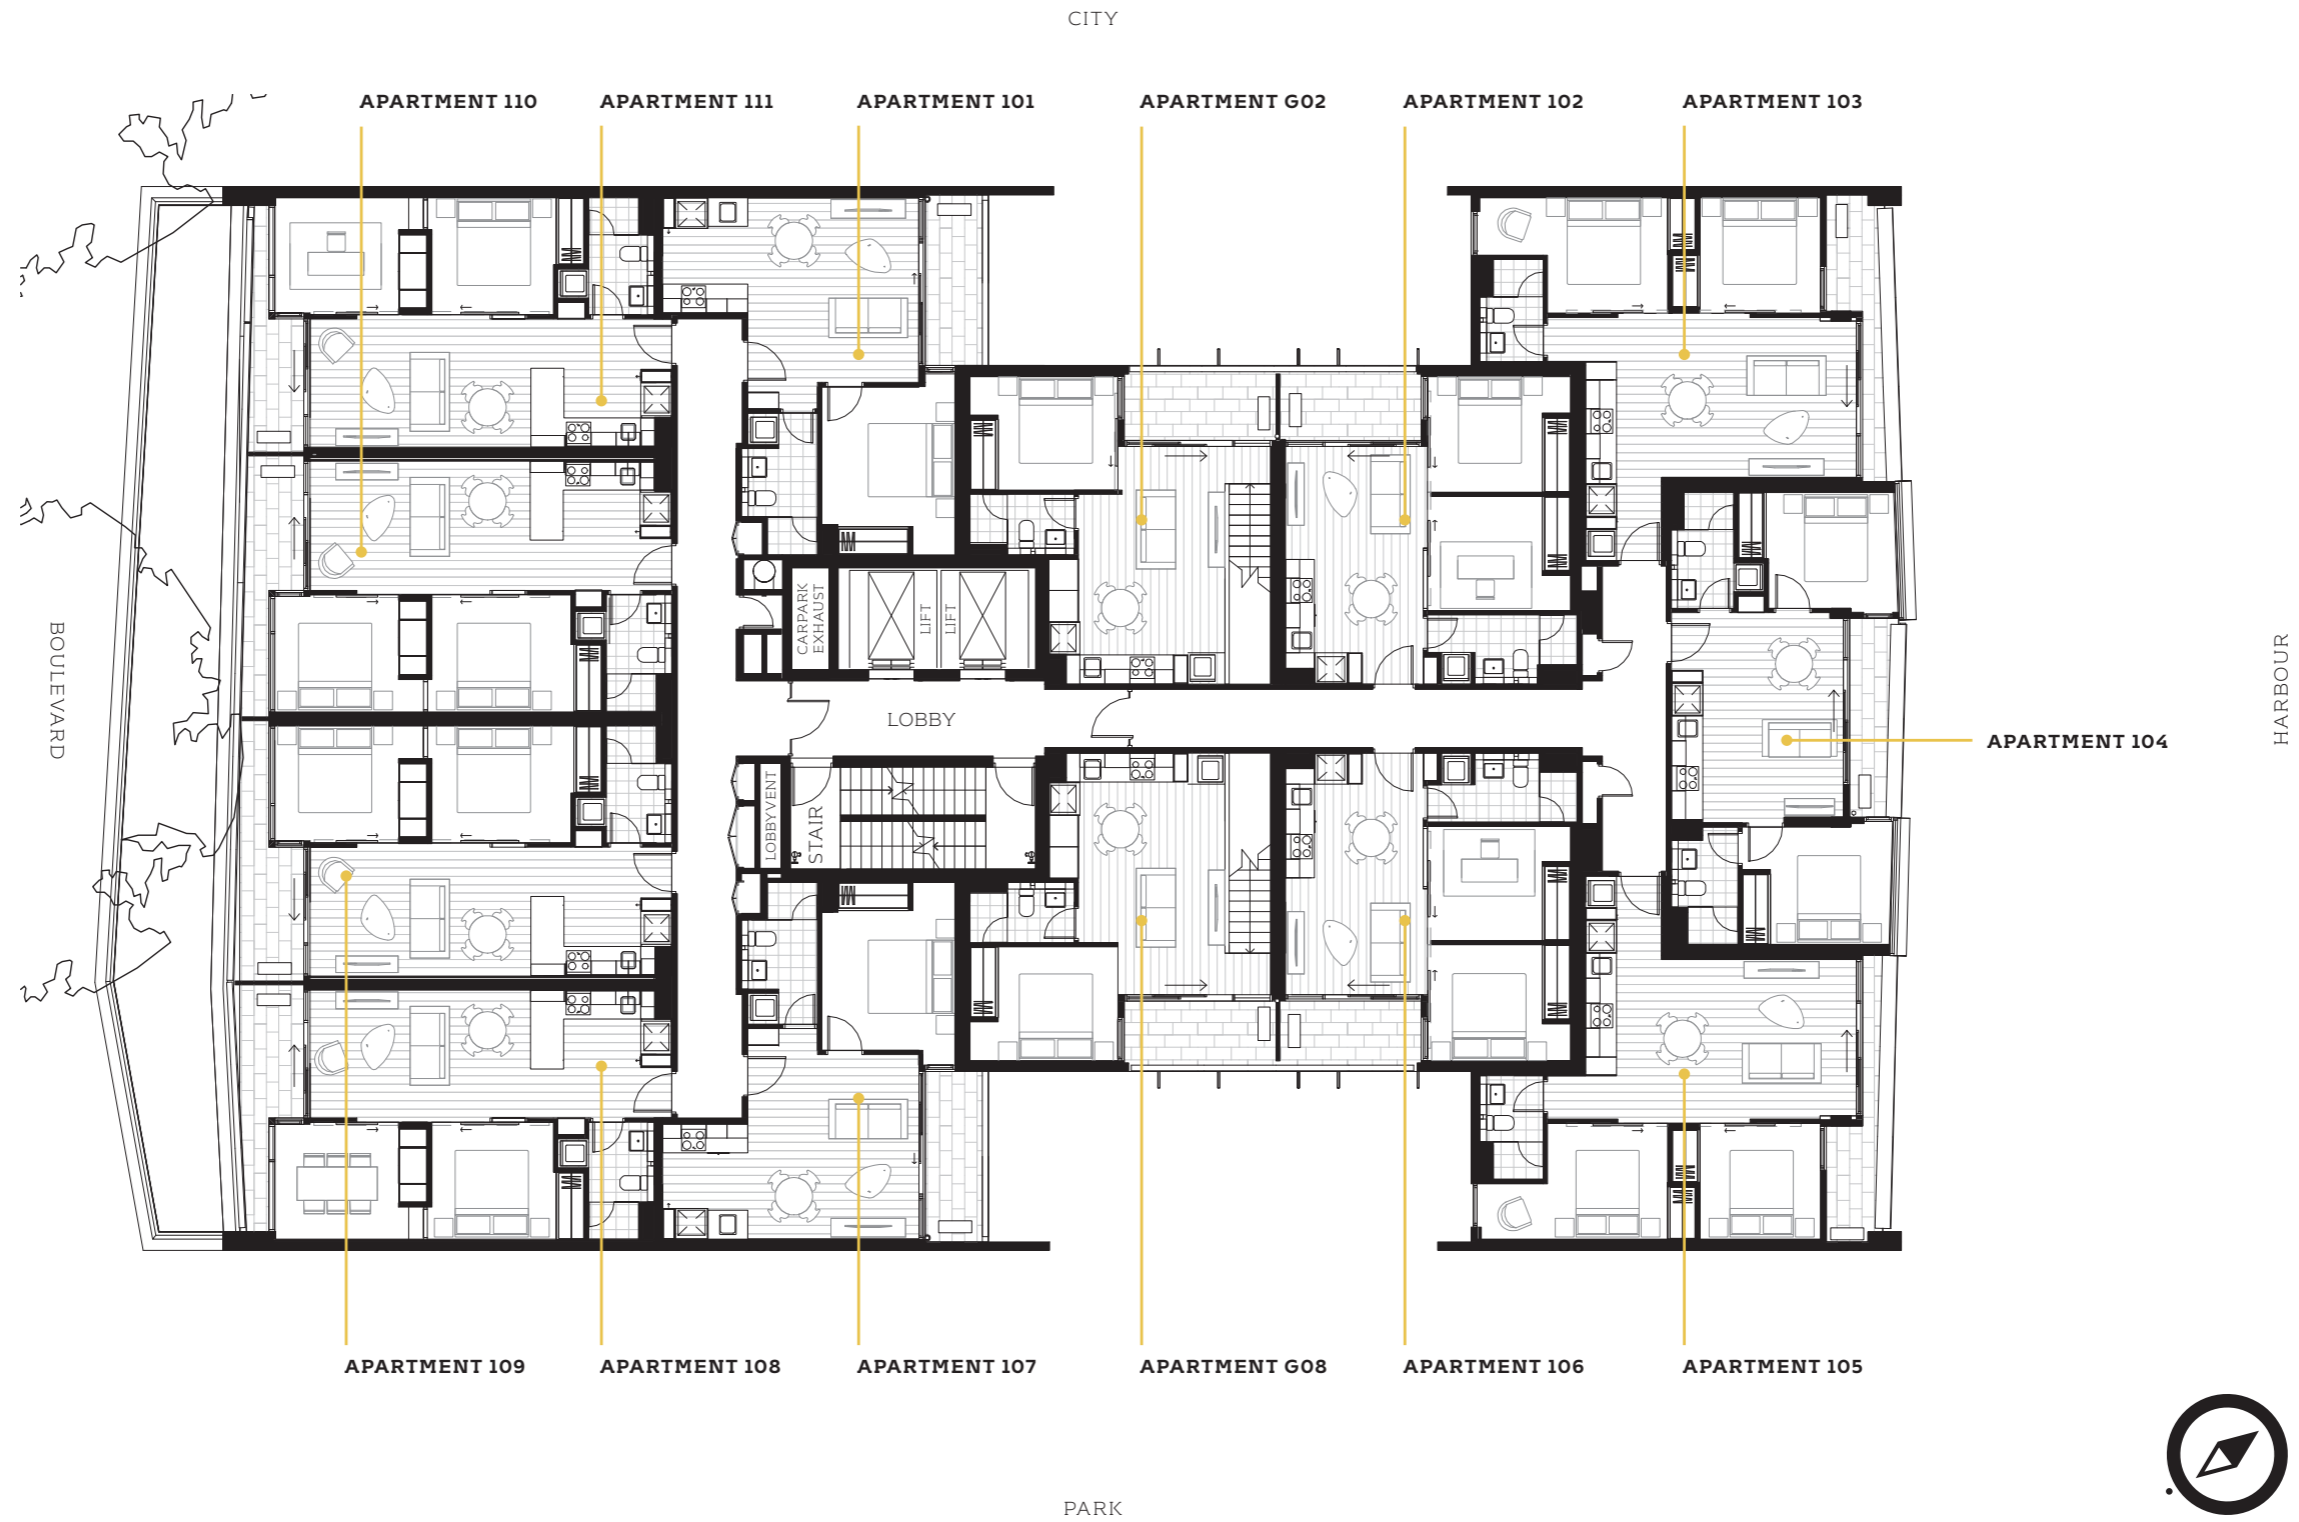 CITY
APARTMENT 110
APARTMENT 111
APARTMENT 101
APARTMENT G02
APARTMENT 102
APARTMENT 103
CARPARK
EXHAUST
LIFT
LIFT
BOULEVARD
LOBBY
HARBOUR
APARTMENT 104
LOBBY VENT
STAIR
APARTMENT 109
APARTMENT 108
APARTMENT 107
APARTMENT G08
APARTMENT 106
APARTMENT 105
PARK